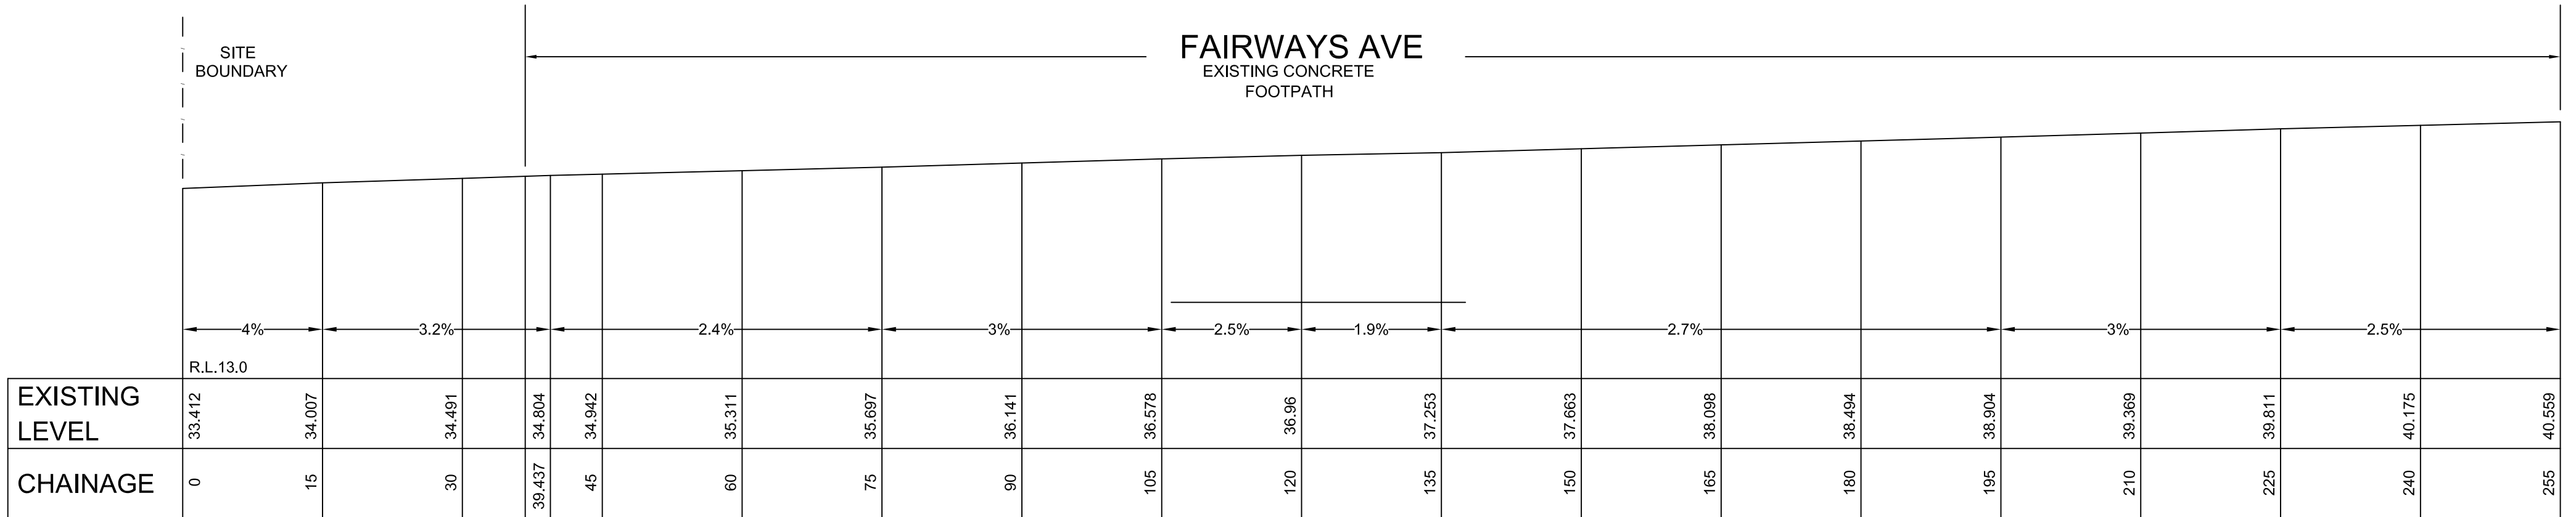 SITE
BOUNDARY
FAIRWAYS AVE
EXISTING CONCRETE
FOOTPATH
4% 3.2% 2.4% 3% 2.5% 1.9% 2.7% 3% 2.5%
R.L.13.0
EXISTING
LEVEL
33.412 34.007 34.491 34.804 34.942 35.311 35.697 36.141 36.578 36.96 37.253 37.663 38.098 38.494 38.904 39.369 39.811 40.175 40.559
CHAINAGE 0 15 30 39.437 45 60 75 90 105 120 135 150 165 180 195 210 225 240 255